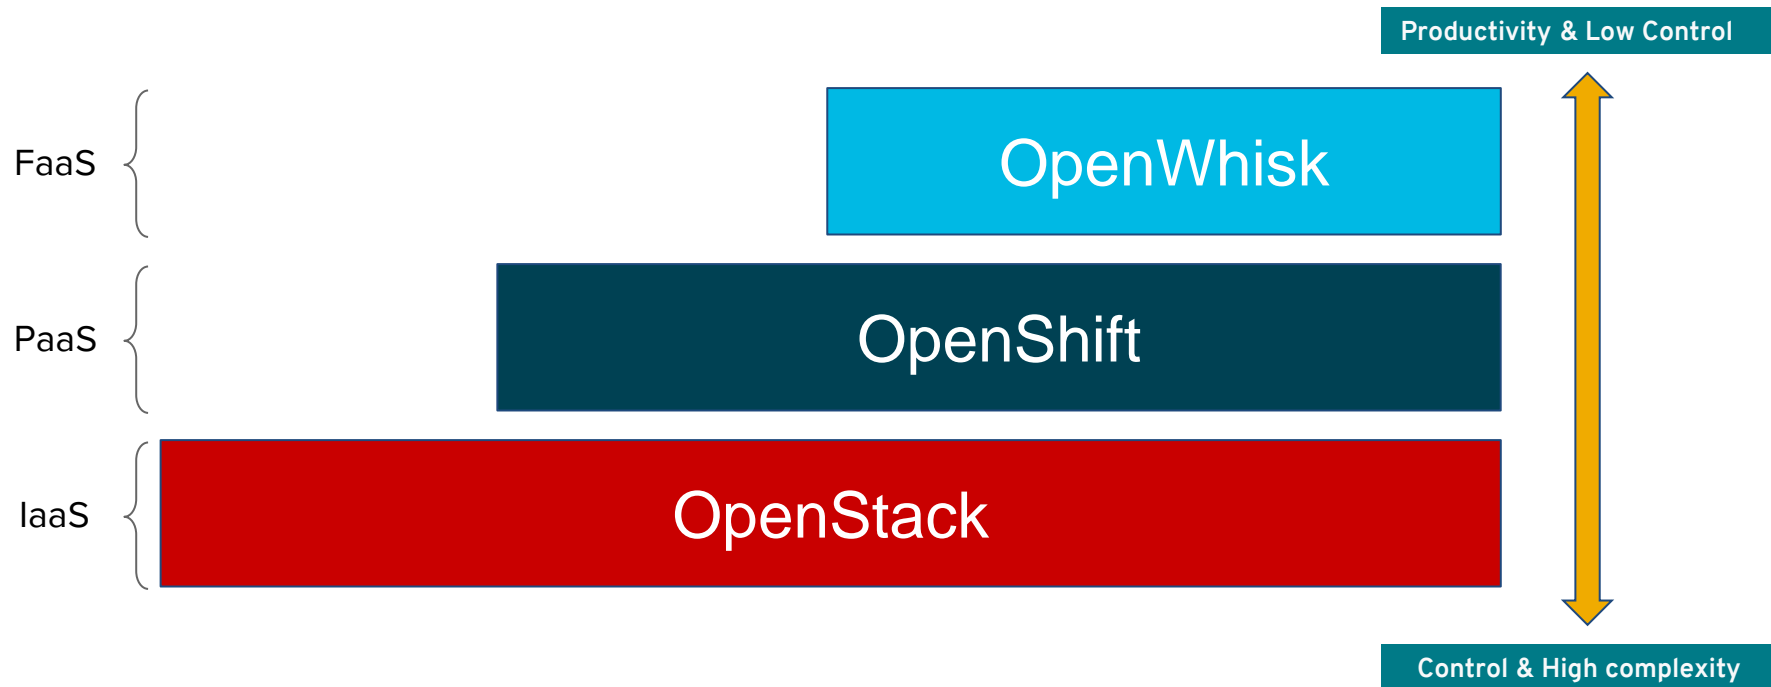 Productivity & Low Control
FaaS
OpenWhisk
PaaS
OpenShift
IaaS
OpenStack
Control & High complexity